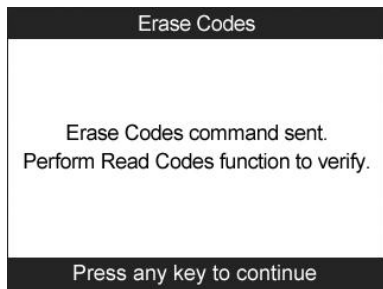 Erase Codes
Erase Codes command sent.
Perform Read Codes function to verify.
Press any key to continue